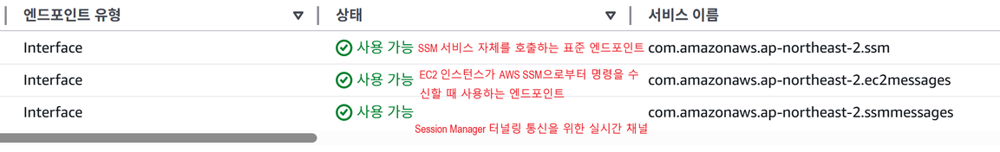 엔드포인트 유형 상태 서비스 이름
Interface 사용 가능 SSM 서비스 자체를 호출하는 표준 엔드포인트 com.amazonaws.ap-northeast-2.ssm
Interface 사용 가능 EC2 인스턴스가 AWS SSM으로부터 명령을 수 com.amazonaws.ap-northeast-2.ec2messages
신할 때 사용하는 엔드포인트
Interface 사용 가능 com.amazonaws.ap-northeast-2.ssmmessages
Session Manager 터널링 통신을 위한 실시간 채널